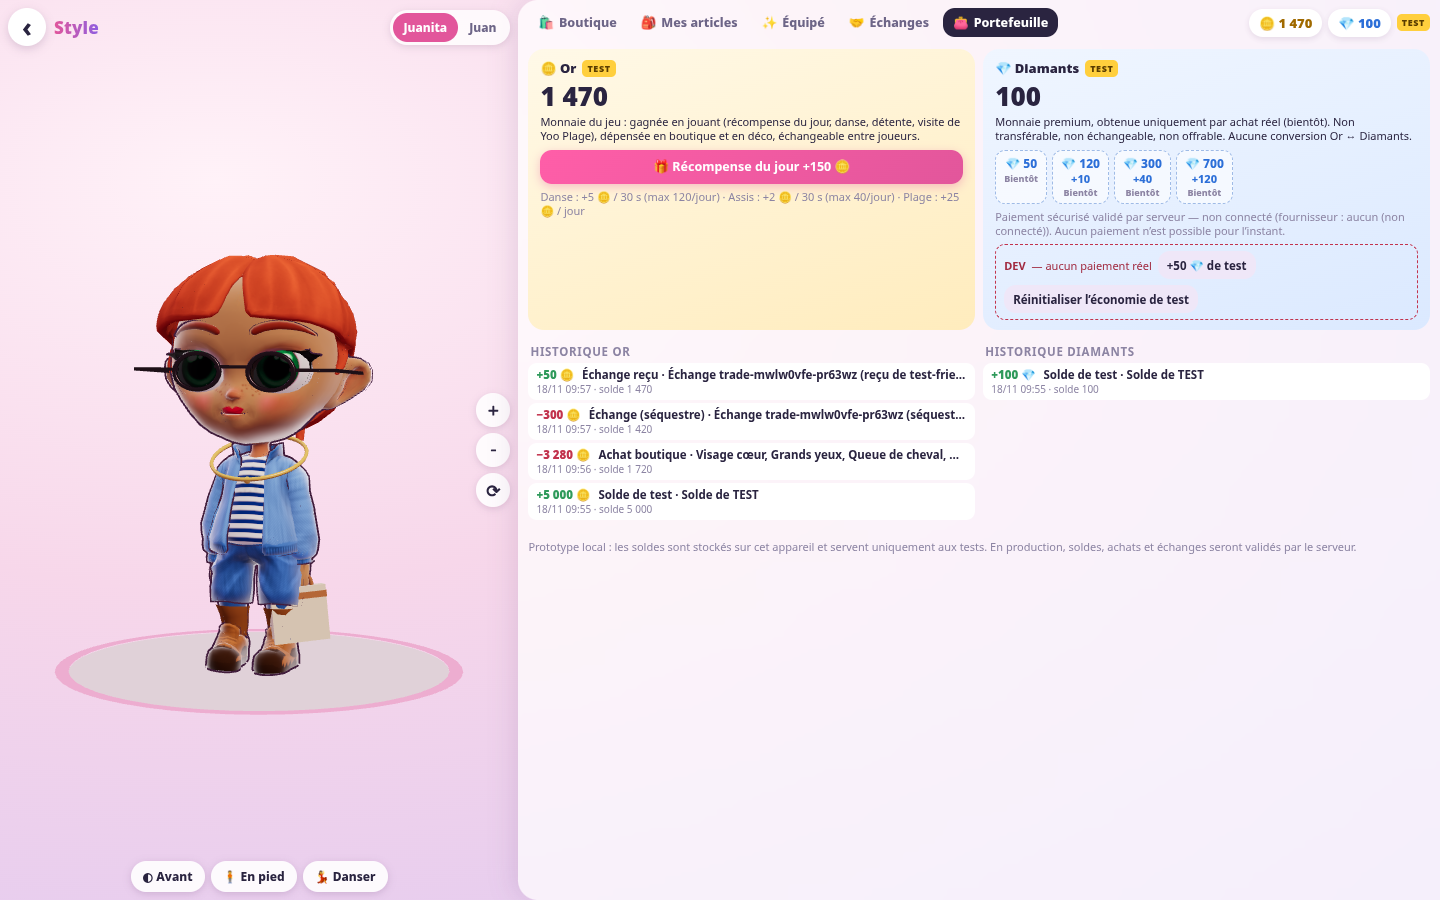 Style
Juanita
Juan
Boutique
Mes articles
Équipé
Échanges
Portefeuille
1 470
100
TEST
Or TEST
1 470
Monnaie du jeu : gagnée en jouant (récompense du jour, danse, détente, visite de
Yoo Plage), dépensée en boutique et en déco, échangeable entre joueurs.
Récompense du jour +150
Danse : +5 / 30 s (max 120/jour) · Assis : +2 / 30 s (max 40/jour) · Plage : +25
/ jour
Diamants TEST
100
Monnaie premium, obtenue uniquement par achat réel (bientôt). Non
transférable, non échangeable, non offrable. Aucune conversion Or ↔ Diamants.
50
Bientôt
120
+10
Bientôt
300
+40
Bientôt
700
+120
Bientôt
Paiement sécurisé validé par serveur — non connecté (fournisseur : aucun (non
connecté)). Aucun paiement n’est possible pour l’instant.
DEV — aucun paiement réel +50 de test
Réinitialiser l’économie de test
HISTORIQUE OR
+50 Échange reçu · Échange trade-mwlw0vfe-pr63wz (reçu de test-frie...
18/11 09:57 · solde 1 470
−300 Échange (séquestre) · Échange trade-mwlw0vfe-pr63wz (séquest...
18/11 09:57 · solde 1 420
−3 280 Achat boutique · Visage cœur, Grands yeux, Queue de cheval, ...
18/11 09:56 · solde 1 720
+5 000 Solde de test · Solde de TEST
18/11 09:55 · solde 5 000
HISTORIQUE DIAMANTS
+100 Solde de test · Solde de TEST
18/11 09:55 · solde 100
Prototype local : les soldes sont stockés sur cet appareil et servent uniquement aux tests. En production, soldes, achats et échanges seront validés par le serveur.
+
-
Avant
En pied
Danser